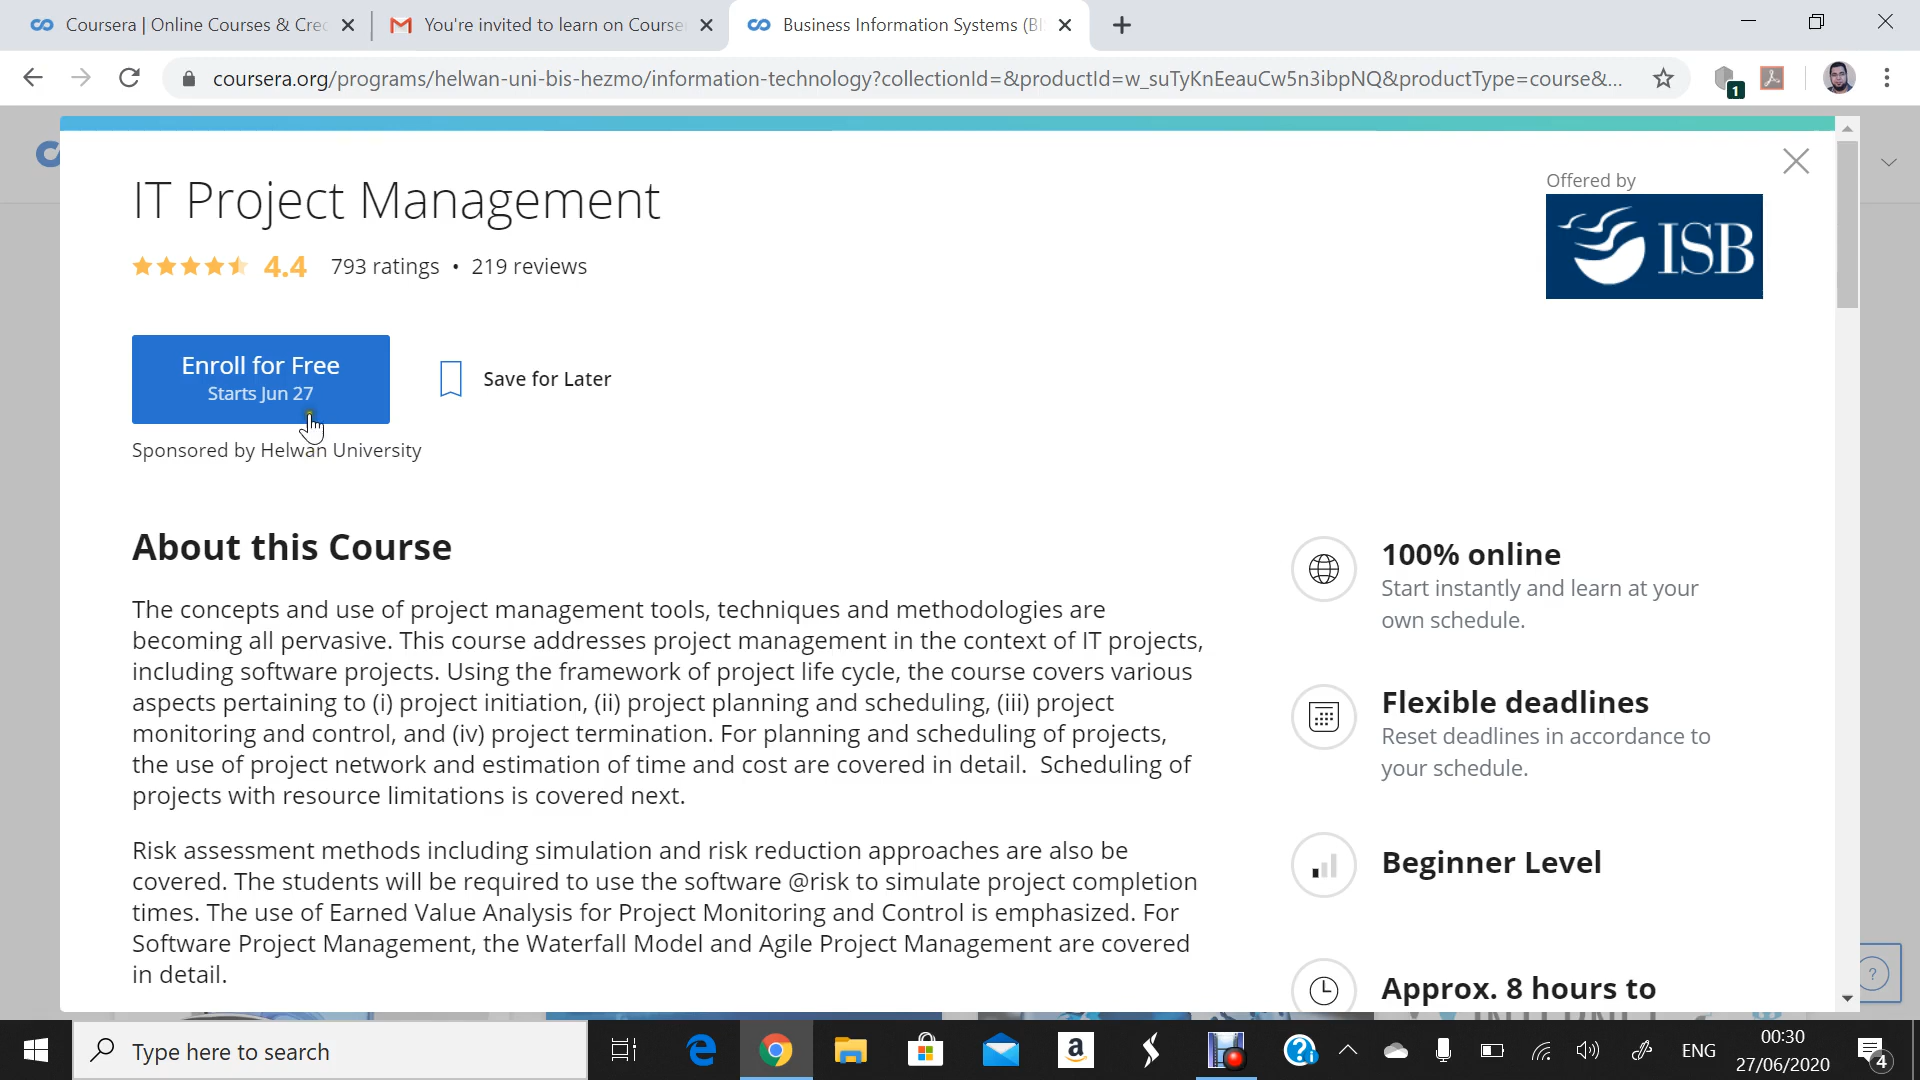 Coursera | Online Courses & Cre
You're invited to learn on Course
Business Information Systems (BI
coursera.org/programs/helwan-uni-bis-hezmo/information-technology?collectionId=&productId=w_suTyKnEeauCw5n3ibpNQ&productType=course&...
1
IT Project Management
Offered by
ISB
4.4 793 ratings • 219 reviews
Enroll for Free
Starts Jun 27
Save for Later
Sponsored by Helwan University
About this Course
The concepts and use of project management tools, techniques and methodologies are
becoming all pervasive. This course addresses project management in the context of IT projects,
including software projects. Using the framework of project life cycle, the course covers various
aspects pertaining to (i) project initiation, (ii) project planning and scheduling, (iii) project
monitoring and control, and (iv) project termination. For planning and scheduling of projects,
the use of project network and estimation of time and cost are covered in detail.  Scheduling of
projects with resource limitations is covered next.
Risk assessment methods including simulation and risk reduction approaches are also be
covered. The students will be required to use the software @risk to simulate project completion
times. The use of Earned Value Analysis for Project Monitoring and Control is emphasized. For
Software Project Management, the Waterfall Model and Agile Project Management are covered
in detail.
100% online
Start instantly and learn at your
own schedule.
Flexible deadlines
Reset deadlines in accordance to
your schedule.
Beginner Level
Approx. 8 hours to
?
Type here to search
a
ENG
00:30
27/06/2020
4